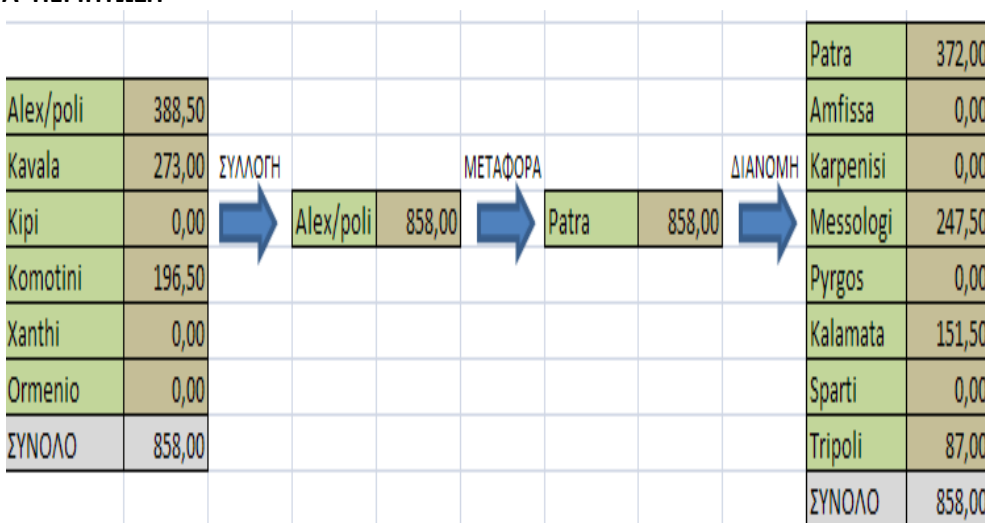 Patra 372,00
Alex/poli 388,50 Amfissa 0,00
Kavala 273,00 ΣΥΛΛΟΓΗ ΜΕΤΑΦΟΡΑ ΔΙΑΝΟΜΗ Karpenisi 0,00
Kipi 0,00 Alex/poli 858,00 Patra 858,00 Messologi 247,50
Komotini 196,50 Pyrgos 0,00
Xanthi 0,00 Kalamata 151,50
Ormenio 0,00 Sparti 0,00
ΣΥΝΟΛΟ 858,00 Tripoli 87,00
ΣΥΝΟΛΟ 858,00